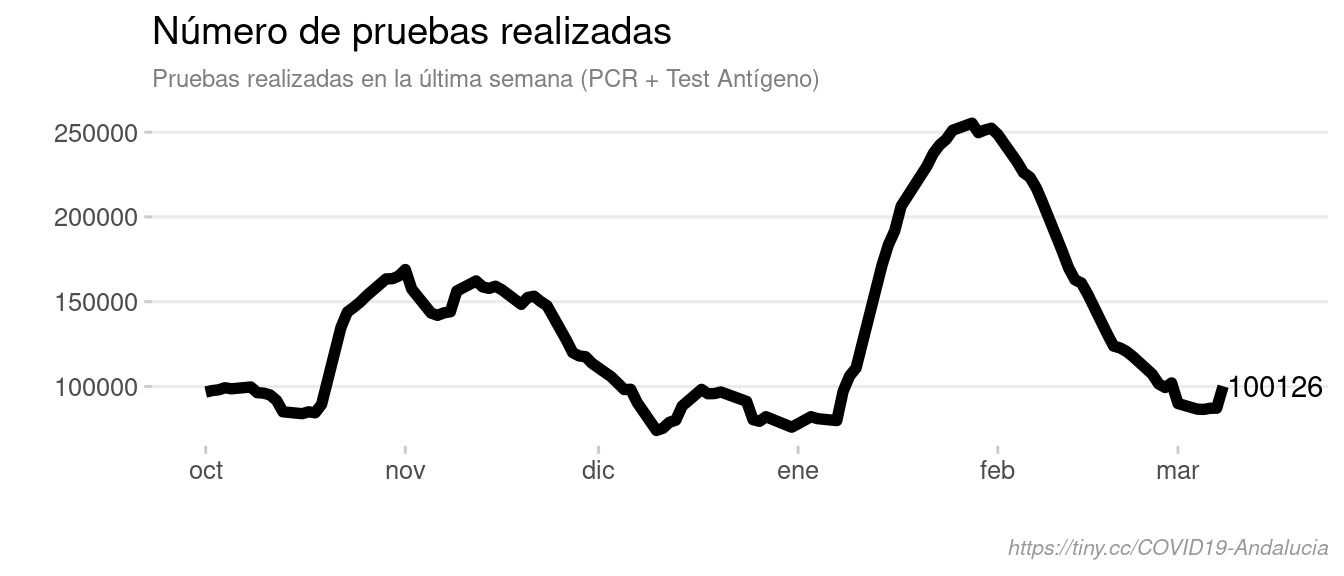 Número de pruebas realizadas
Pruebas realizadas en la última semana (PCR + Test Antígeno)
250000
200000
150000
100000
100126
oct nov dic ene feb mar
https://tiny.cc/COVID19-Andalucia